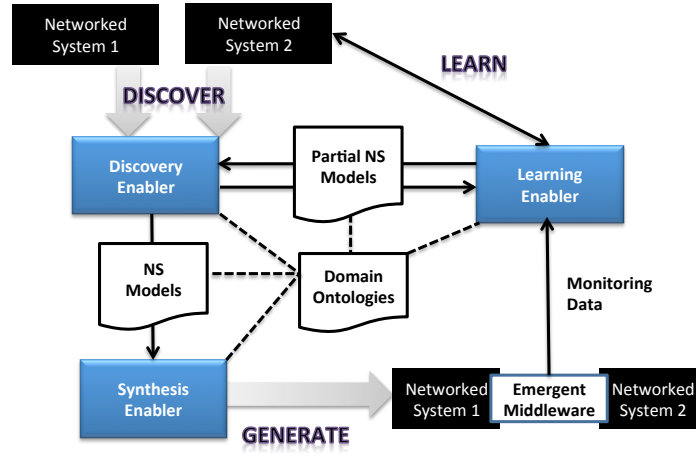 Networked
System 1
Networked
System 2
LEARN
DISCOVER
Discovery
Enabler
Partial NS
Models
Learning
Enabler
NS
Models
Domain
Ontologies
Monitoring
Data
Synthesis
Enabler
GENERATE
Networked
System 1
Emergent
Middleware
Networked
System 2